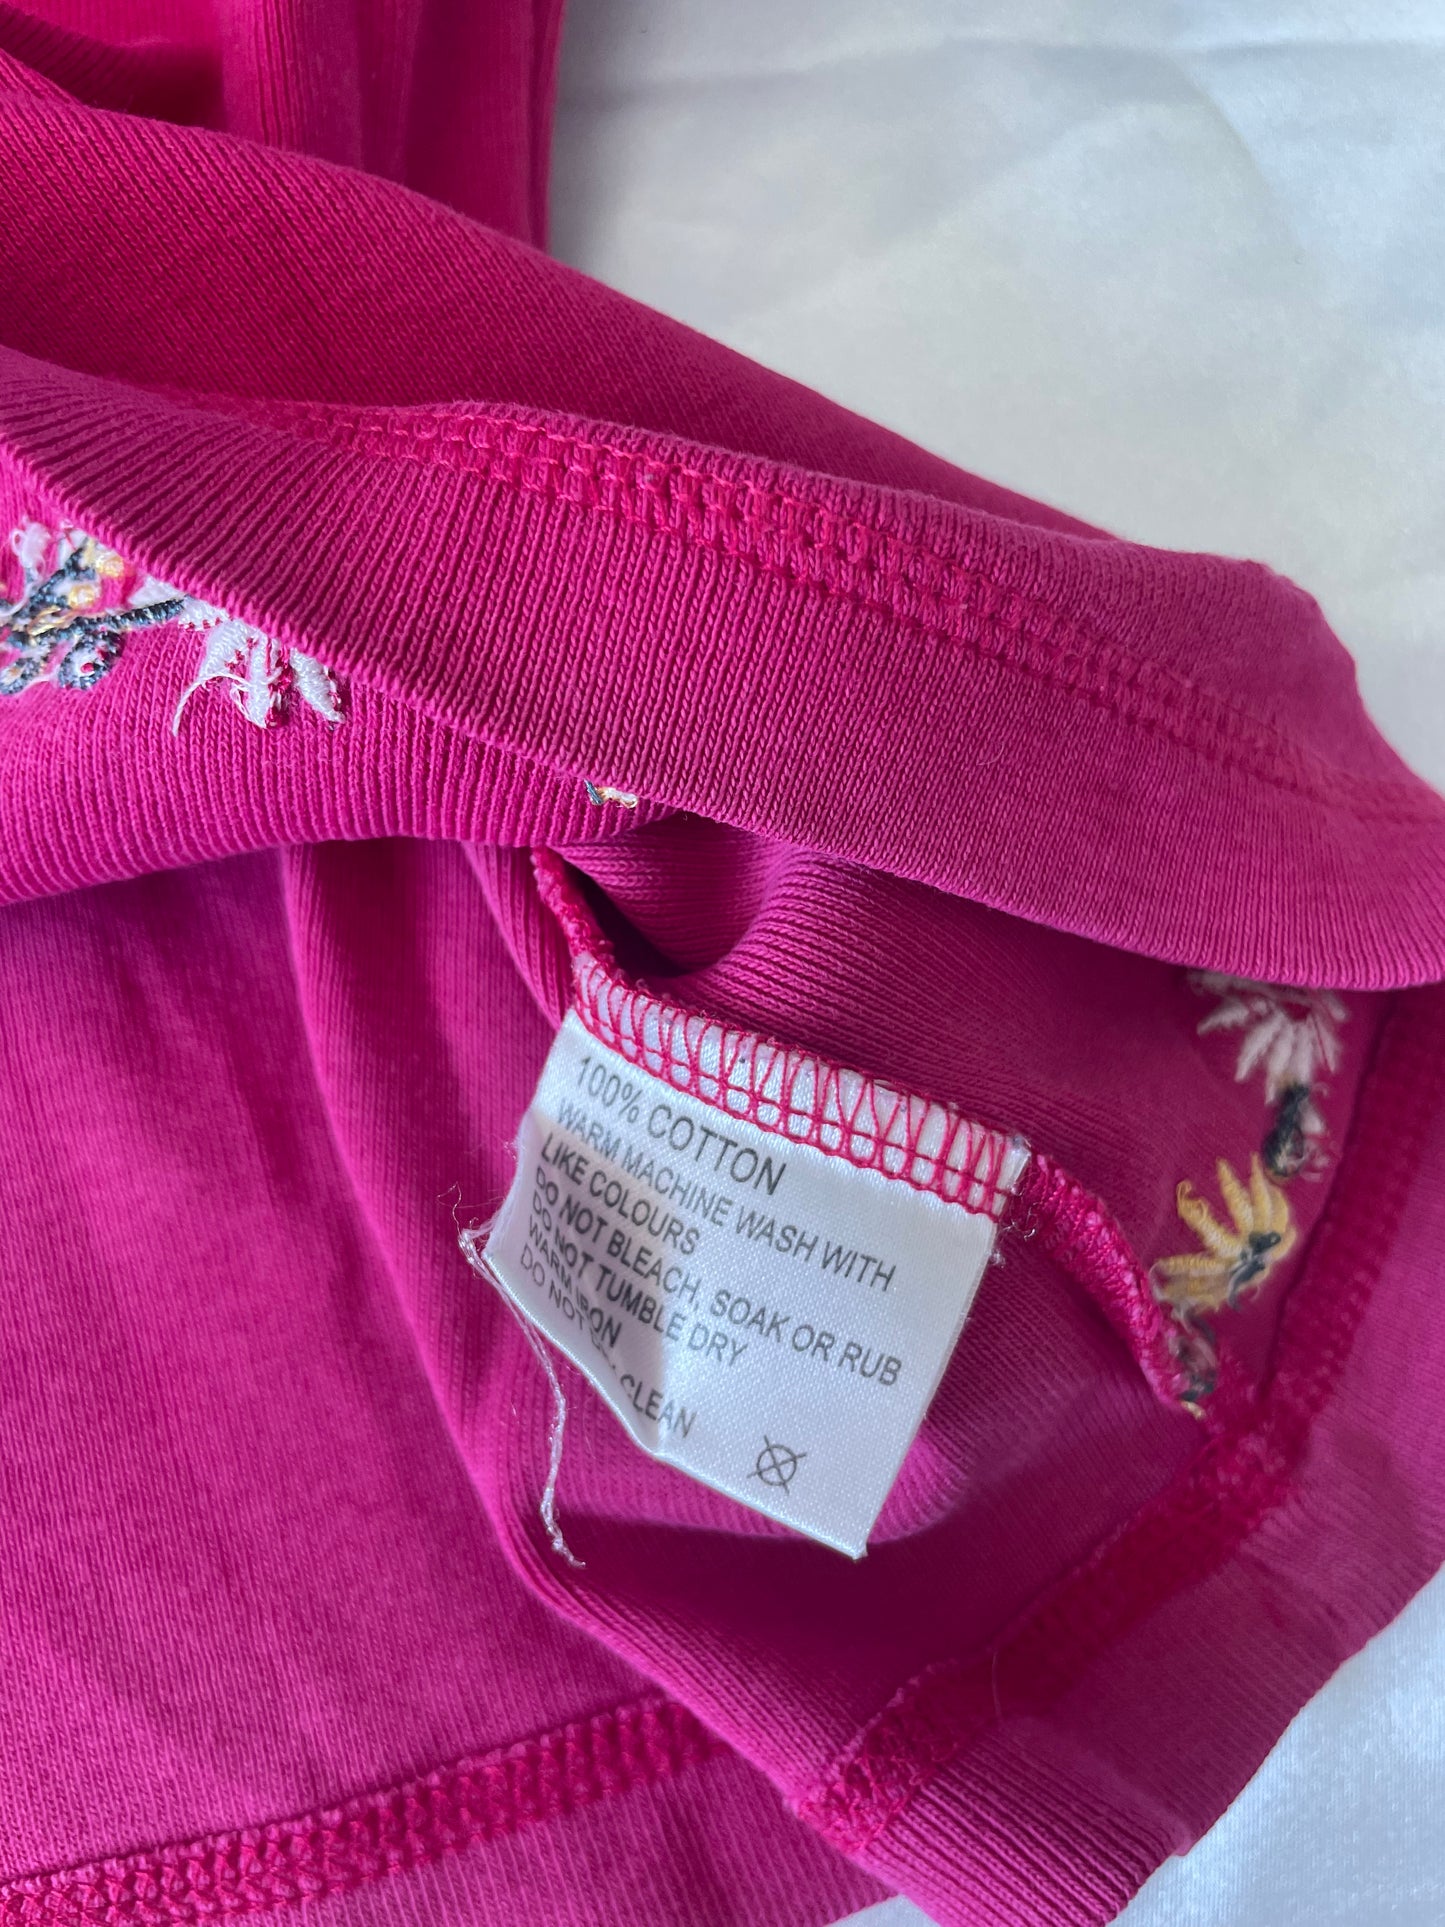 100% COTTON
WARM MACHINE WASH WITH
LIKE COLOURS
DO NOT BLEACH, SOAK OR RUB
DO NOT TUMBLE DRY
WARM IRON
DO NOT CLEAN